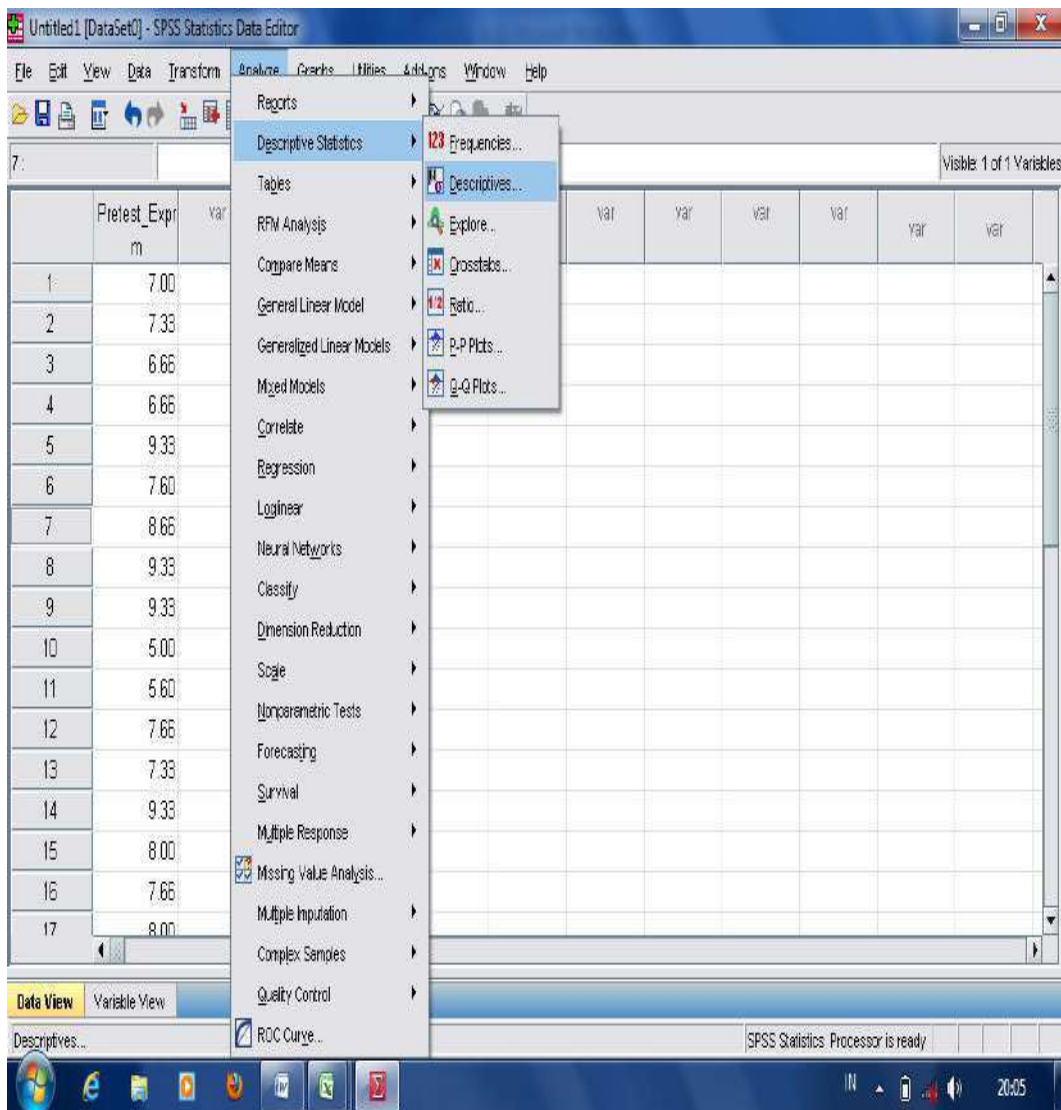 Untitled1 [DataSet0] - SPSS Statistics Data Editor
File Edit View Data Transform Analyze Graphs Utilities Add-ons Window Help
7 :
Visible: 1 of 1 Variables
Pretest_Expr
m
var var var var var var var
1 7.00
2 7.33
3 6.66
4 6.66
5 9.33
6 7.60
7 8.66
8 9.33
9 9.33
10 5.00
11 5.60
12 7.66
13 7.33
14 9.33
15 8.00
16 7.66
17 8.00
Reports
Descriptive Statistics
Tables
RFM Analysis
Compare Means
General Linear Model
Generalized Linear Models
Mixed Models
Correlate
Regression
Loglinear
Neural Networks
Classify
Dimension Reduction
Scale
Nonparametric Tests
Forecasting
Survival
Multiple Response
Missing Value Analysis...
Multiple Imputation
Complex Samples
Quality Control
ROC Curve...
123 Frequencies...
Descriptives...
Explore...
Crosstabs...
1/2 Ratio...
P-P Plots...
Q-Q Plots...
Data View Variable View
Descriptives...
SPSS Statistics Processor is ready
IN 20:05